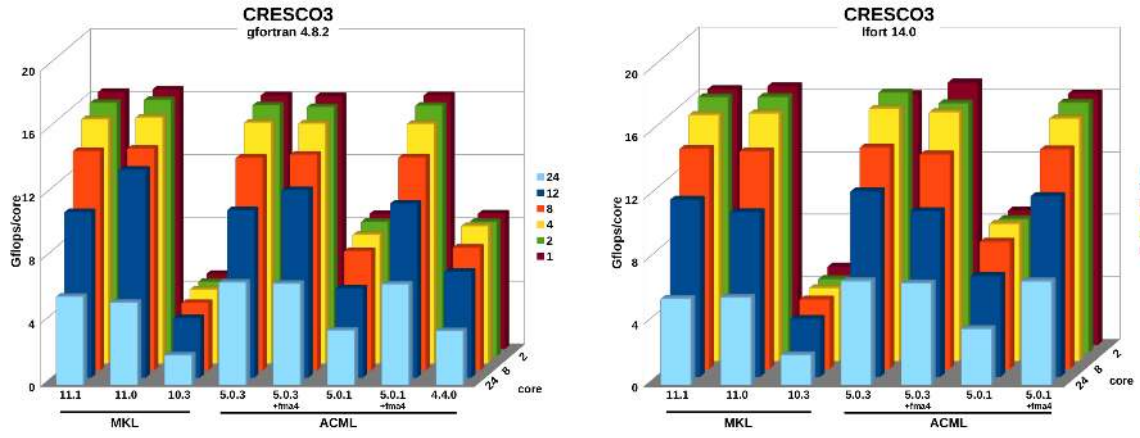 CRESCO3
gfortran 4.8.2
20
16
12
8
4
0
Gflops/core
24
12
8
4
2
1
2
8
24
core
11.1 11.0 10.3 5.0.3 5.0.3 5.0.1 5.0.1 4.4.0
+fma4 +fma4
MKL ACML
CRESCO3
Ifort 14.0
20
16
12
8
4
0
Gflops/core
2
8
24
core
11.1 11.0 10.3 5.0.3 5.0.3 5.0.1 5.0.1
+fma4 +fma4
MKL ACML